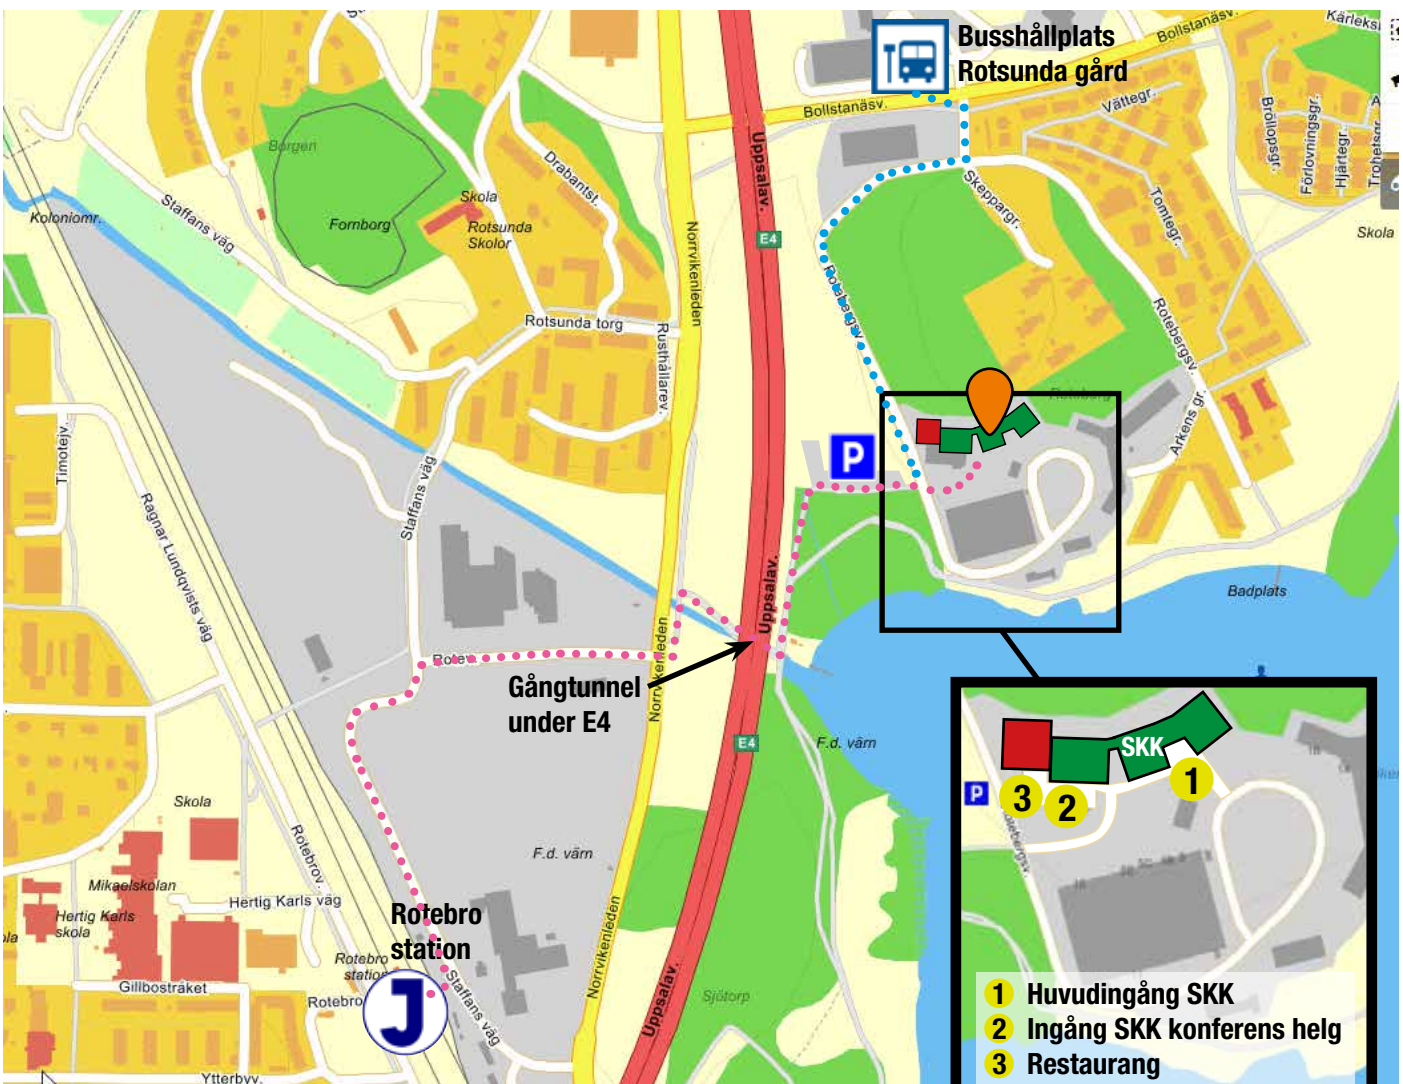 Busshållplats
Rotsunda gård
Bollstanäsv.
Bollstanäsv.
Vättegr.
Bröllopsgr.
Förlovningsgr.
Hjärtegr.
Skola
Tomtegr.
Skeppargr.
Rotebergsv.
Arkens gr.
Badplats
Uppsalav.
E4
Norrvikenleden
Borgen
Fornborg
Skola
Rotsunda
Skolor
Drabantst.
Koloniomr.
Staffans väg
Rotsunda torg
Rusthållarev.
Timotejv.
Ragnar Lundqvists väg
Staffans väg
P
Uppsalav.
Norrvikenleden
Gångtunnel
under E4
E4
F.d. värn
F.d. värn
Skola
Mikaelskolan
Hertig Karls
skola
Hertig Karls väg
Rotebrov.
Rotebro
station
Rotebro
station
J
Gillbostråket
Rotebro
Staffans väg
Ytterbyv.
Norrvikenleden
Uppsalav.
Sjötorp
SKK
P
3
2
1
1 Huvudingång SKK
2 Ingång SKK konferens helg
3 Restaurang